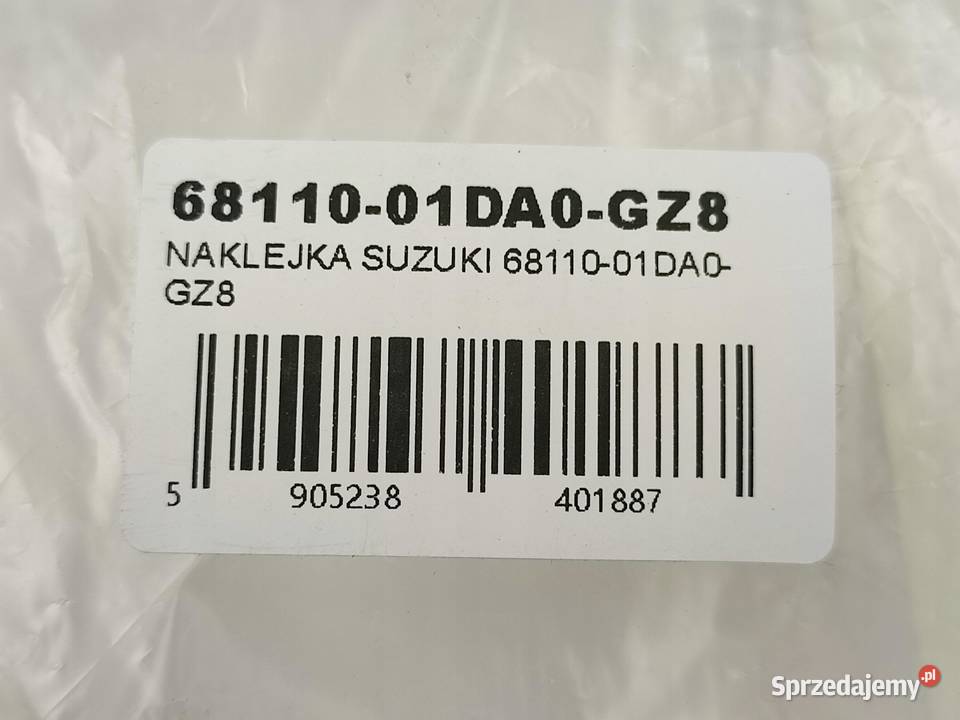 68110-01DA0-GZ8
NAKLEJKA SUZUKI 68110-01DA0-
GZ8
5 905238 401887
Sprzedajemy.pl